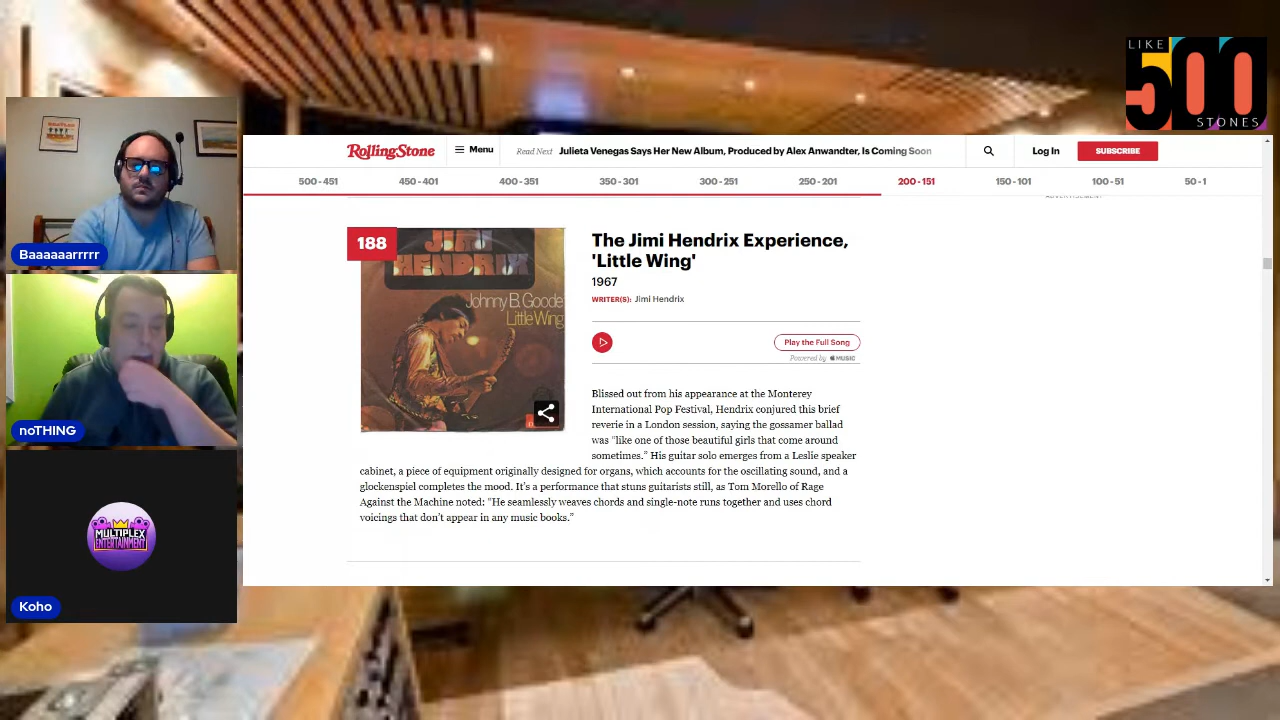 LIKE
500
STONES
RollingStone
Menu
Read Next Julieta Venegas Says Her New Album, Produced by Alex Anwandter, Is Coming Soon
Log In
SUBSCRIBE
500 - 451
450 - 401
400 - 351
350 - 301
300 - 251
250 - 201
200 - 151
150 - 101
100 - 51
50 - 1
ADVERTISEMENT
188
JIMI
HENDRIX
Johnny B. Goode
Little Wing
The Jimi Hendrix Experience,
'Little Wing'
1967
WRITER(S): Jimi Hendrix
Play the Full Song
Powered by MUSIC
Blissed out from his appearance at the Monterey
International Pop Festival, Hendrix conjured this brief
reverie in a London session, saying the gossamer ballad
was “like one of those beautiful girls that come around
sometimes.” His guitar solo emerges from a Leslie speaker
cabinet, a piece of equipment originally designed for organs, which accounts for the oscillating sound, and a
glockenspiel completes the mood. It’s a performance that stuns guitarists still, as Tom Morello of Rage
Against the Machine noted: “He seamlessly weaves chords and single-note runs together and uses chord
voicings that don’t appear in any music books.”
Baaaaaarrrrr
noTHING
MULTIPLEX
ENTERTAINMENT
Koho